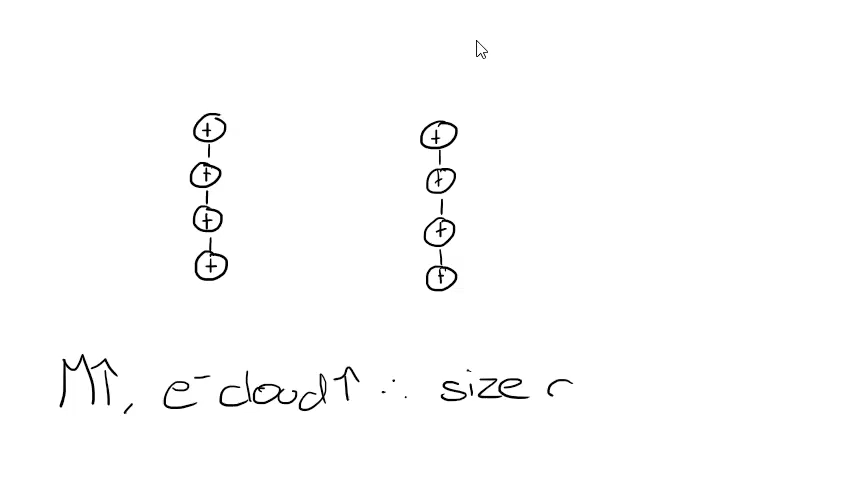 + +
+ +
+ +
+ +
M↑, e⁻ cloud↑ ∴ size